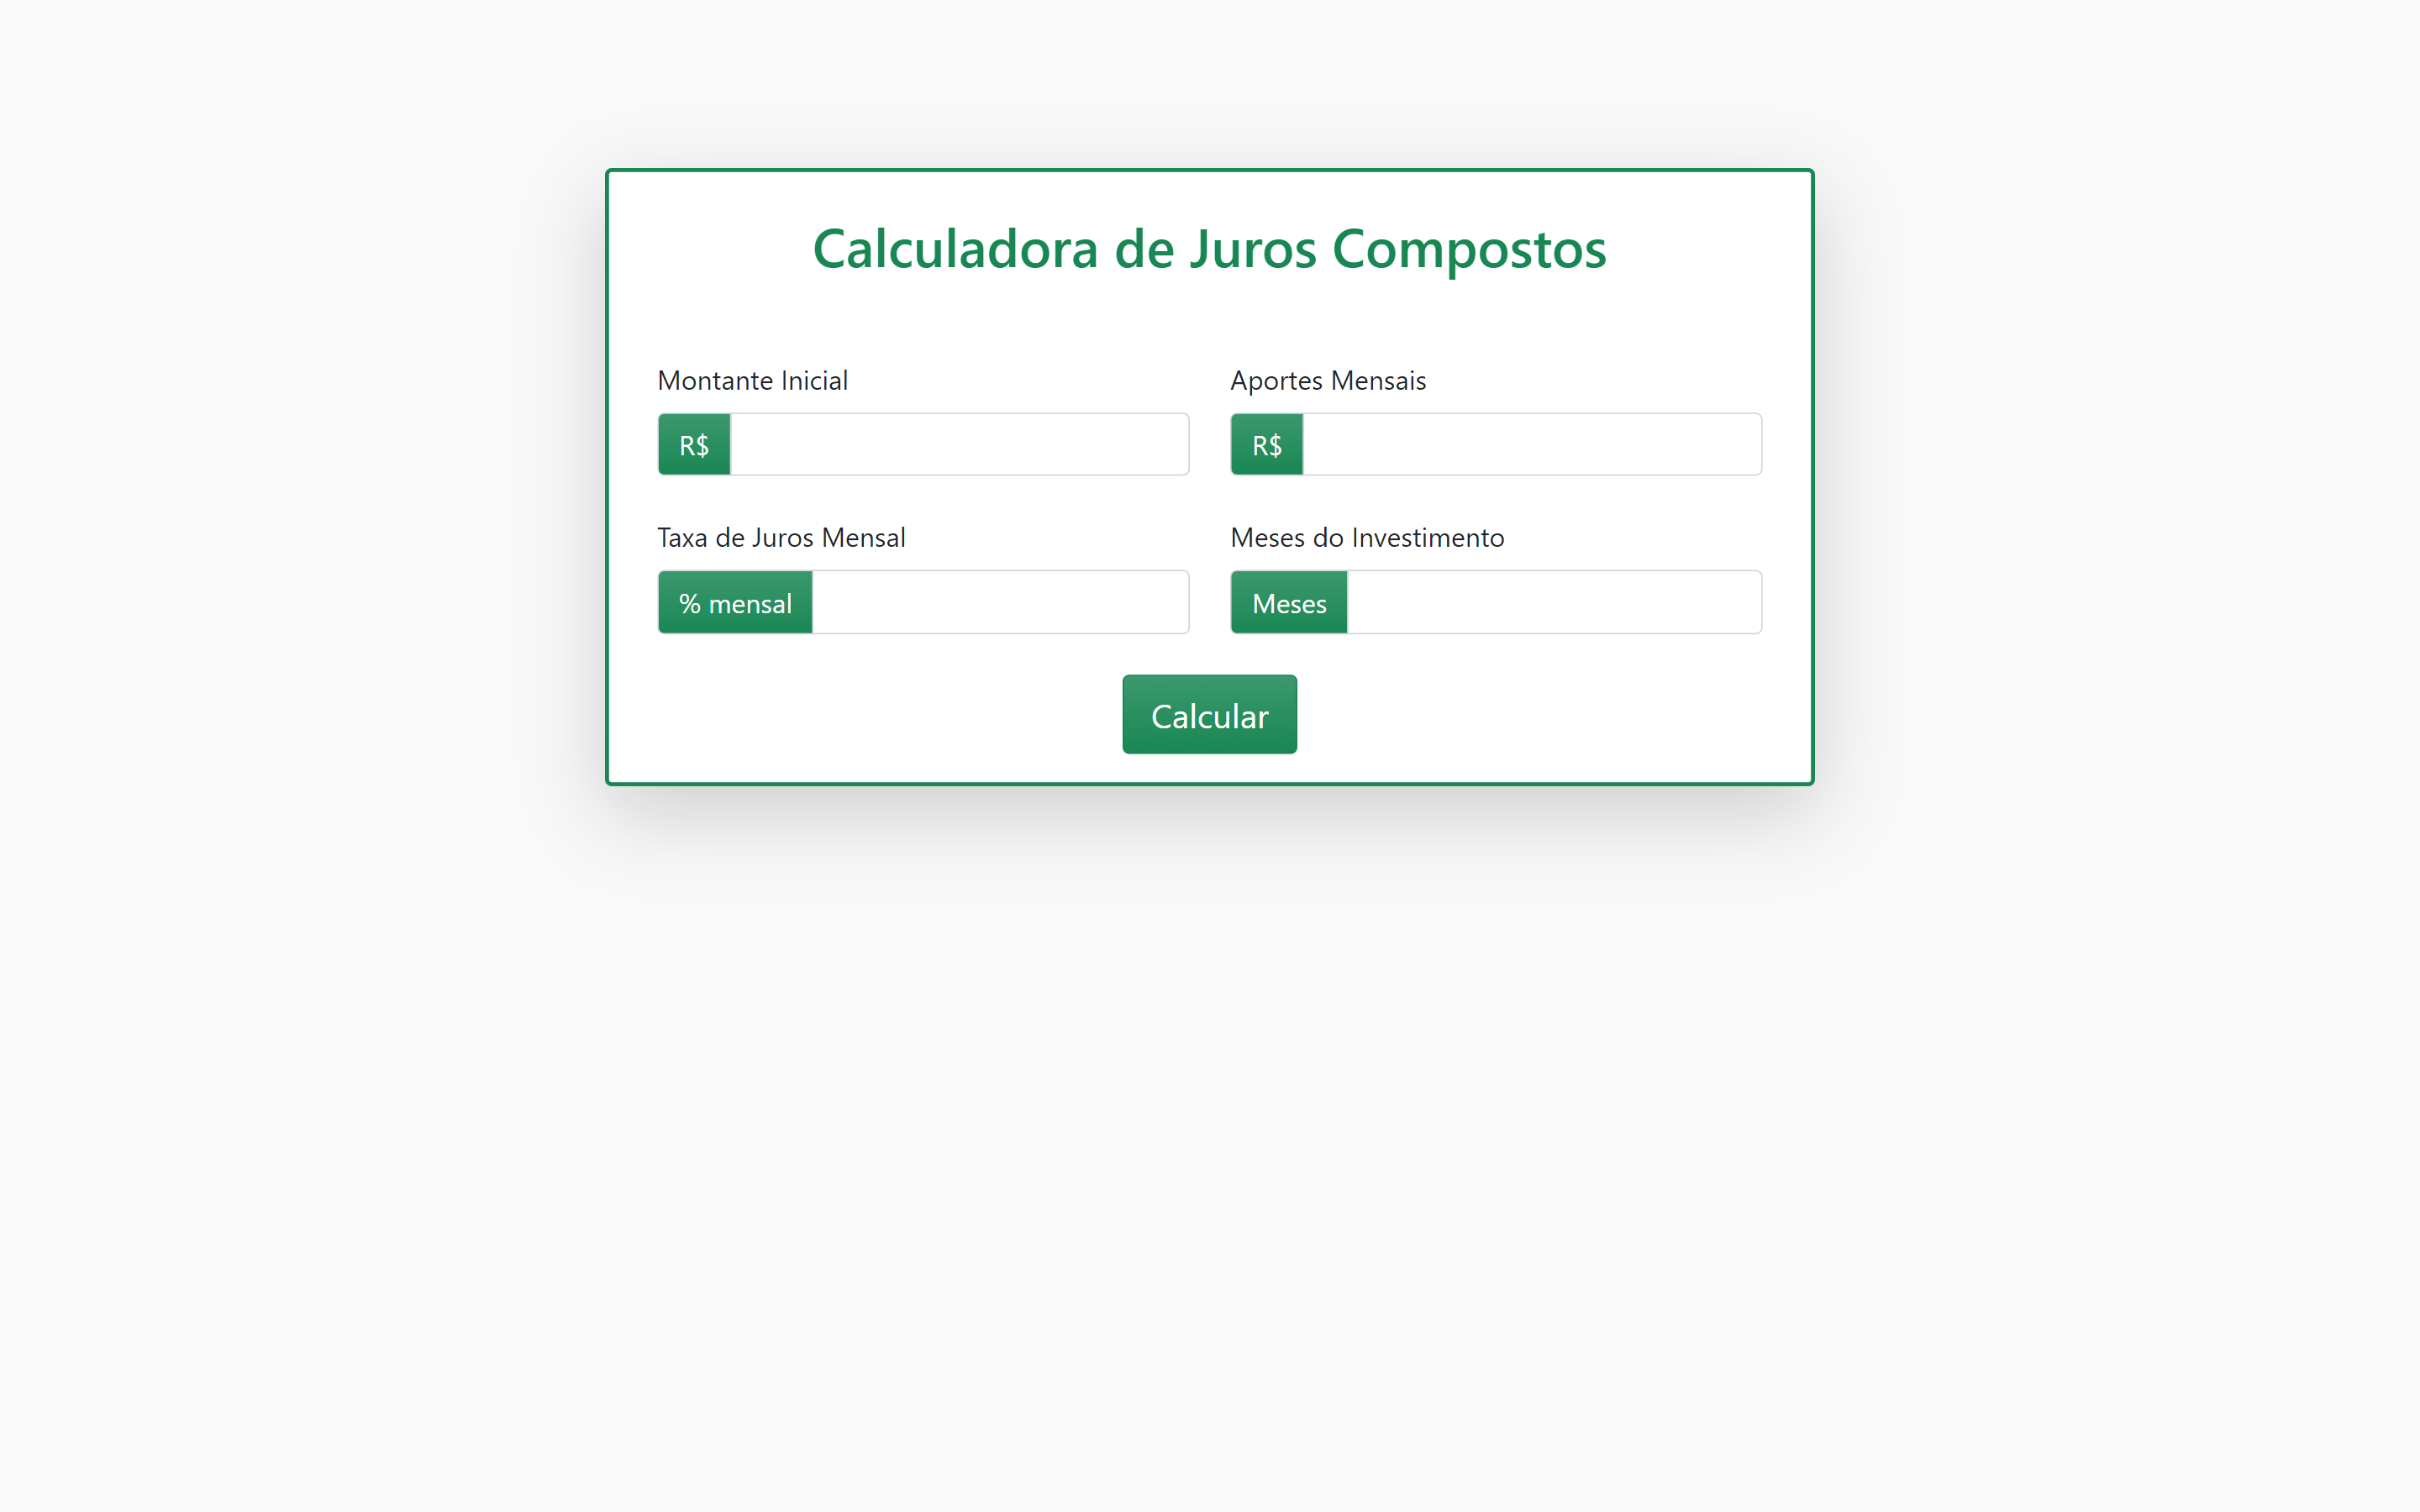 Calculadora de Juros Compostos
Montante Inicial
R$
Aportes Mensais
R$
Taxa de Juros Mensal
% mensal
Meses do Investimento
Meses
Calcular